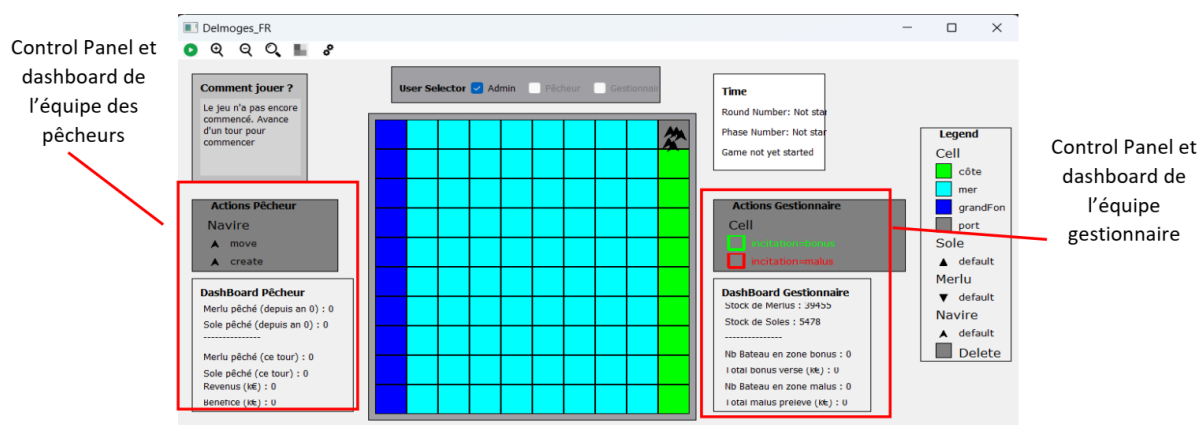 Control Panel et
dashboard de
l'équipe des
pêcheurs
Delmoges_FR
Comment jouer ?
Le jeu n'a pas encore
commencé. Avance
d'un tour pour
commencer
User Selector Admin Pêcheur Gestionnai
Time
Round Number: Not star
Phase Number: Not star
Game not yet started
Actions Pêcheur
Navire
move
create
DashBoard Pêcheur
Merlu pêché (depuis an 0) : 0
Sole pêché (depuis an 0) : 0
---------------
Merlu pêché (ce tour) : 0
Sole pêché (ce tour) : 0
Revenus (k€) : 0
Benefice (k€) : 0
Actions Gestionnaire
Cell
incitation=bonus
incitation=malus
DashBoard Gestionnaire
Stock de Merlus : 39455
Stock de Soles : 5478
---------------
Nb Bateau en zone bonus : 0
Total bonus verse (k€) : 0
Nb Bateau en zone malus : 0
Total malus preleve (k€) : 0
Legend
Cell
côte
mer
grandFon
port
Sole
default
Merlu
default
Navire
default
Delete
Control Panel et
dashboard de
l'équipe
gestionnaire